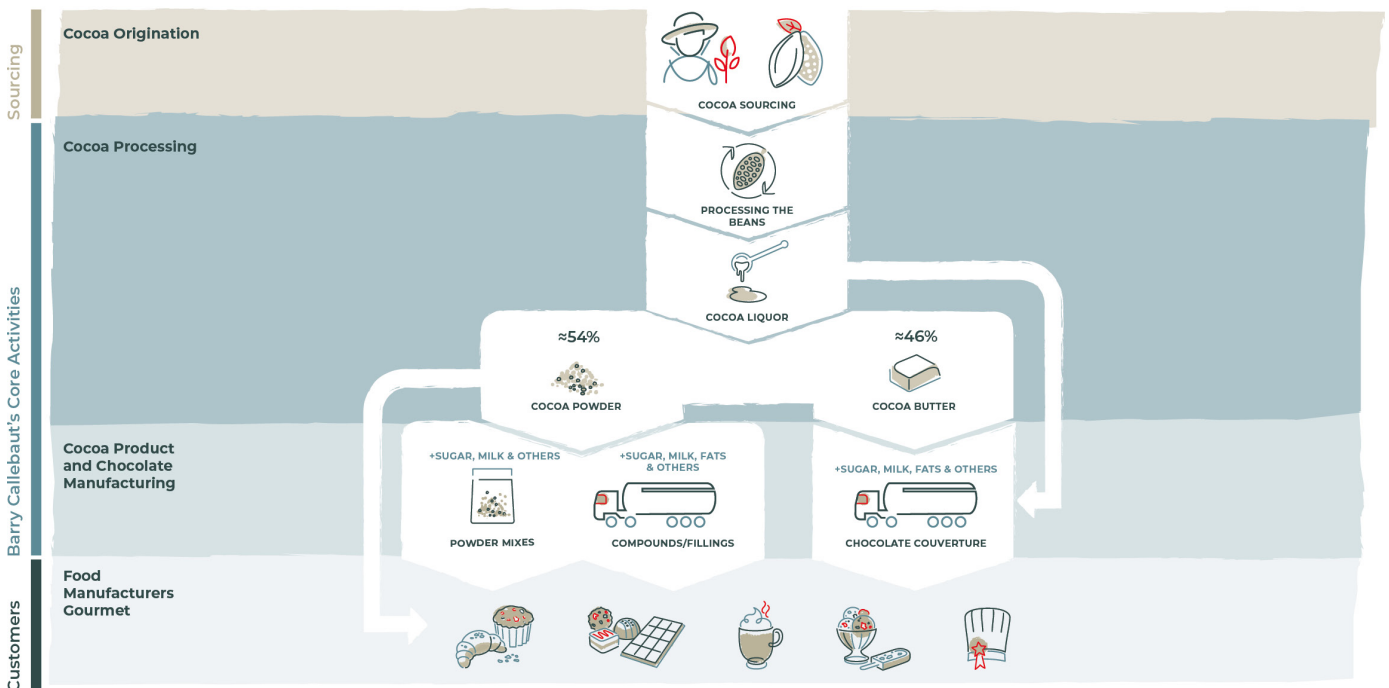 Sourcing
Cocoa Origination
COCOA SOURCING
Barry Callebaut's Core Activities
Cocoa Processing
PROCESSING THE
BEANS
COCOA LIQUOR
≈54%
≈46%
COCOA POWDER
COCOA BUTTER
Cocoa Product
and Chocolate
Manufacturing
+SUGAR, MILK & OTHERS
+SUGAR, MILK, FATS
& OTHERS
+SUGAR, MILK, FATS & OTHERS
POWDER MIXES
COMPOUNDS/FILLINGS
CHOCOLATE COUVERTURE
Customers
Food
Manufacturers
Gourmet